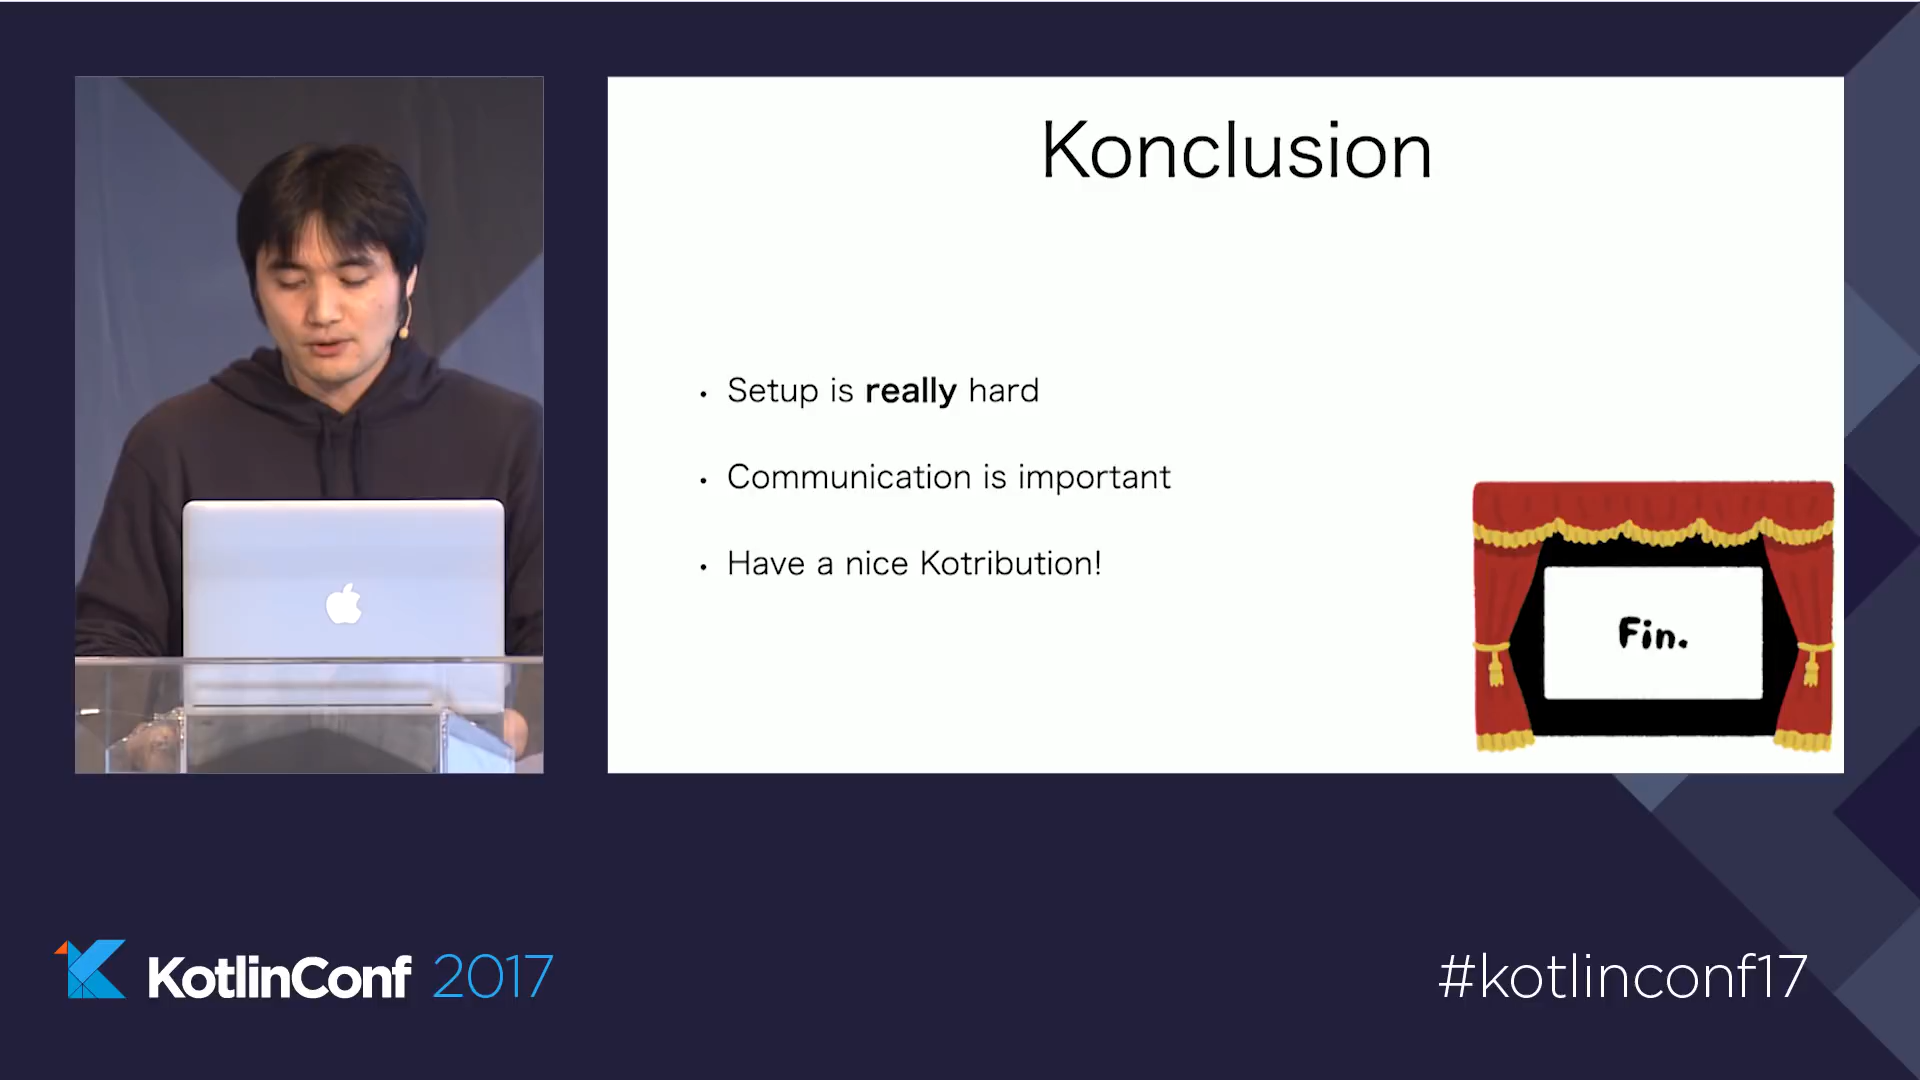 Konclusion
• Setup is really hard
• Communication is important
• Have a nice Kotribution!
Fin.
KotlinConf 2017
#kotlinconf17